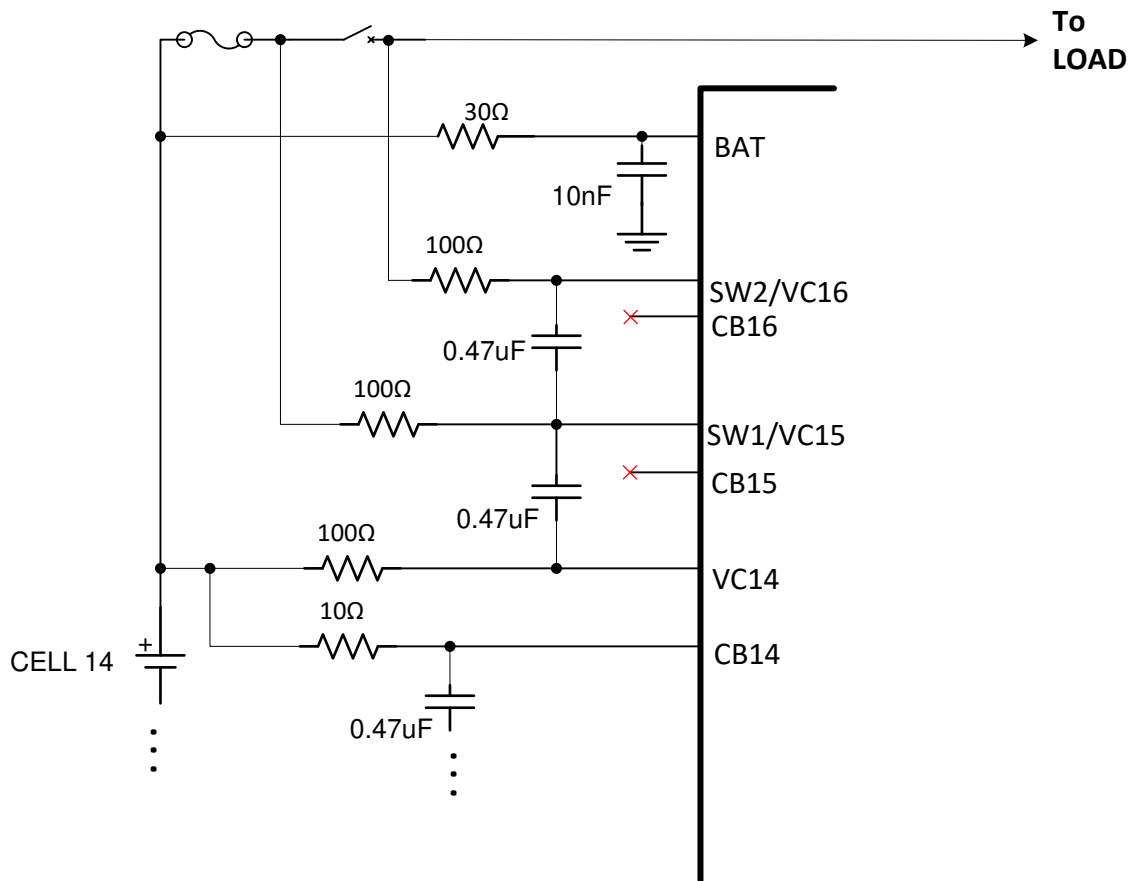 To
LOAD
30Ω
BAT
10nF
100Ω
SW2/VC16
CB16
0.47uF
100Ω
SW1/VC15
CB15
0.47uF
100Ω
VC14
10Ω
CB14
+
CELL 14
0.47uF